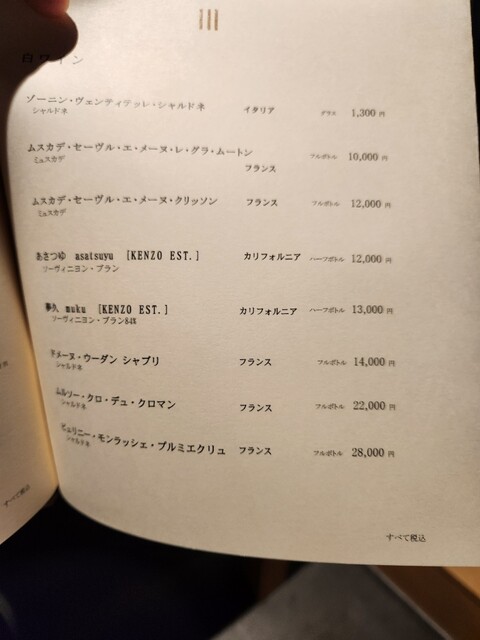 III
白ワイン
ゾーニン・ヴェンティテッレ・シャルドネ イタリア グラス 1,300 円
シャルドネ
ムスカデ・セーヴル・エ・メーヌ・レ・グラ・ムートン
ミュスカデ フランス フルボトル 10,000 円
ムスカデ・セーヴル・エ・メーヌ・クリッソン フランス フルボトル 12,000 円
ミュスカデ
あさつゆ asatsuyu [KENZO EST.] カリフォルニア ハーフボトル 12,000 円
ソーヴィニヨン・ブラン
夢久 muku [KENZO EST.] カリフォルニア ハーフボトル 13,000 円
ソーヴィニヨン・ブラン84%
ドメーヌ・ウーダン シャブリ フランス フルボトル 14,000 円
シャルドネ
ムルソー・クロ・デュ・クロマン フランス フルボトル 22,000 円
シャルドネ
ピュリニー・モンラッシェ・プルミエクリュ フランス フルボトル 28,000 円
シャルドネ
すべて税込
すべて税込